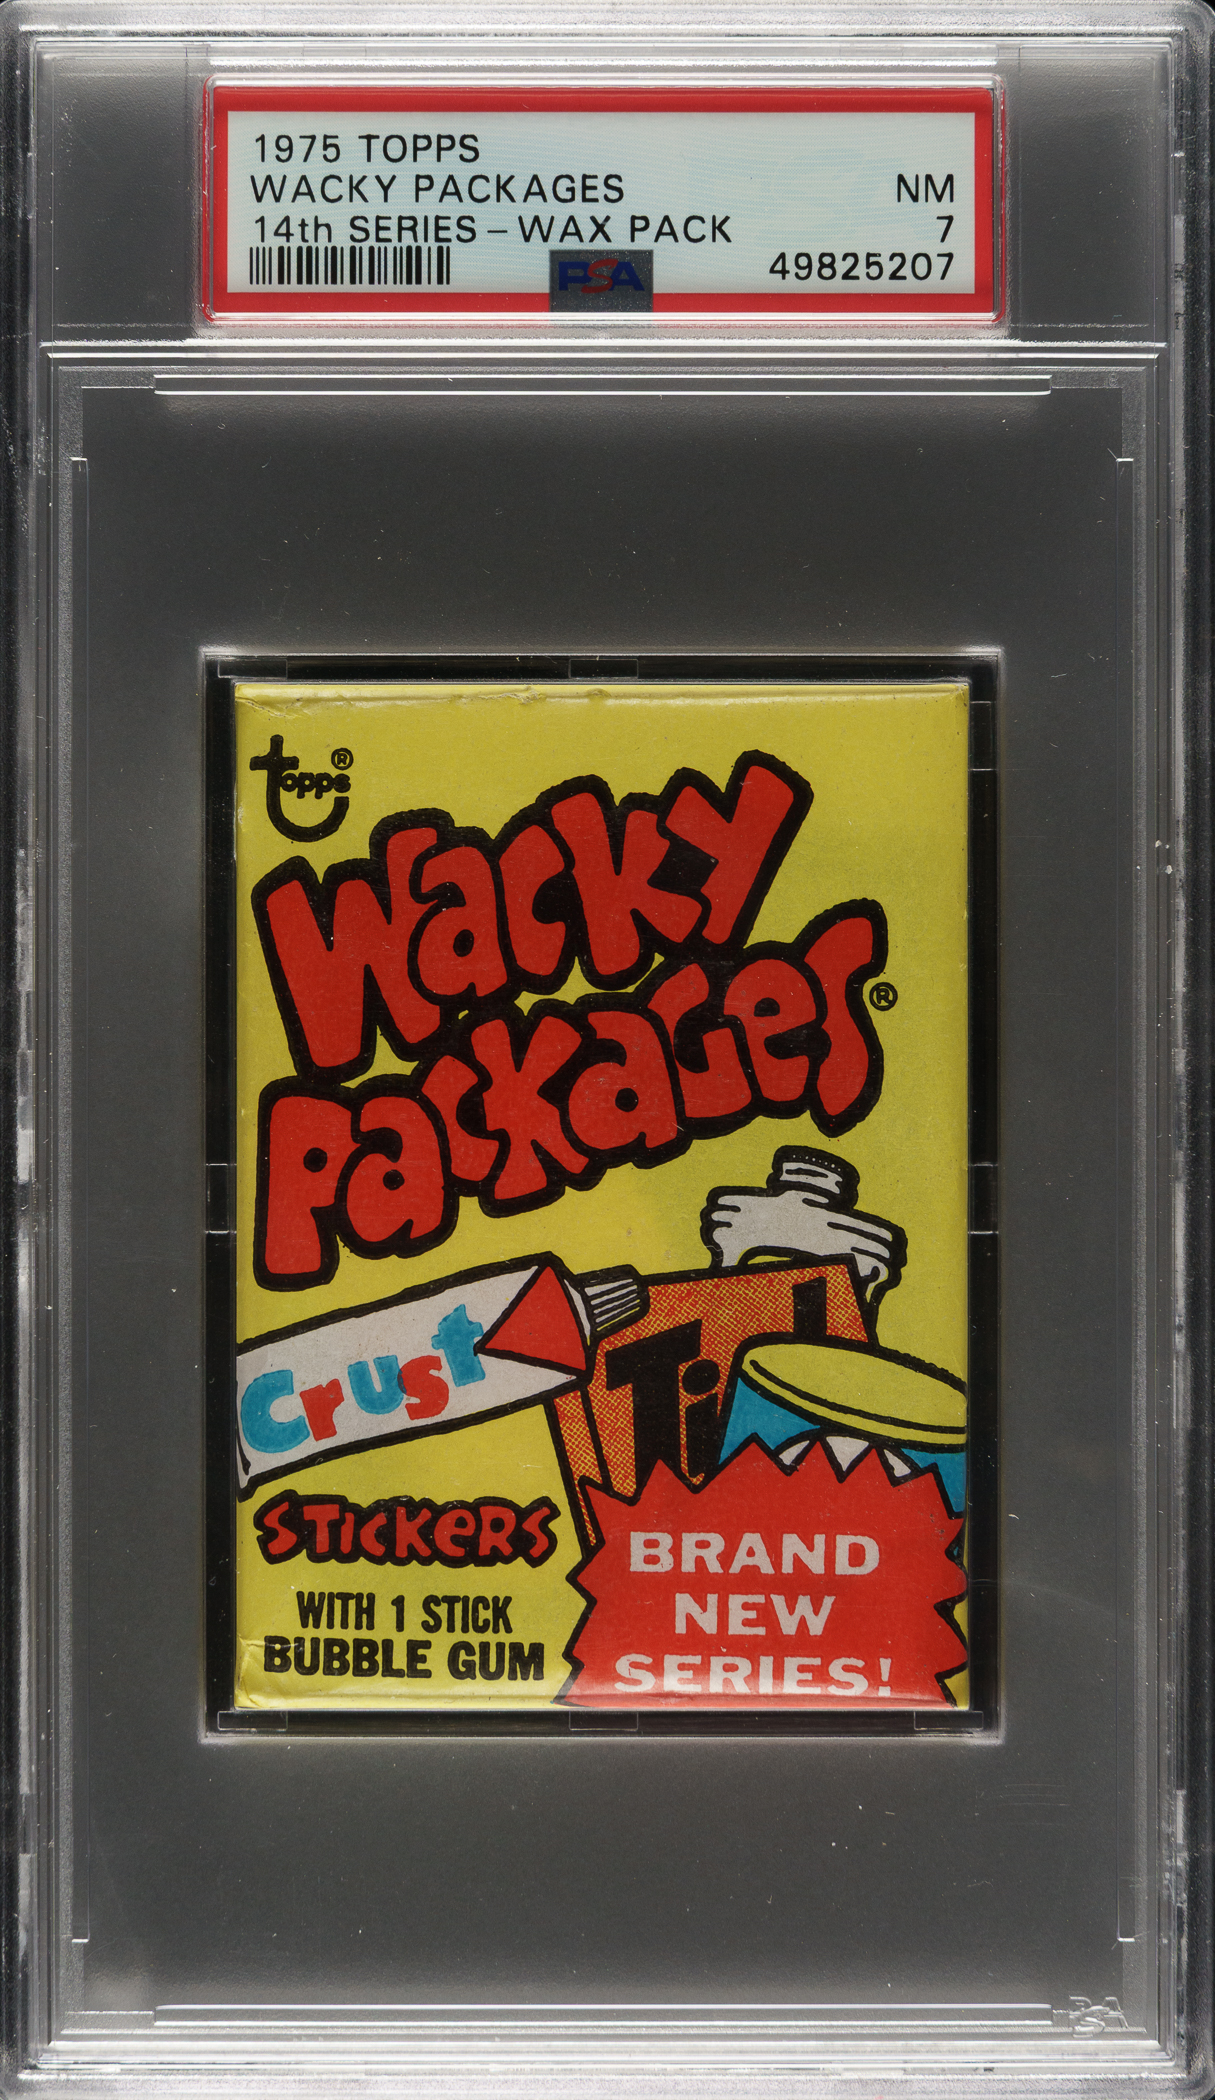 1975 TOPPS
WACKY PACKAGES NM
14th SERIES – WAX PACK 7
PSA 49825207
topps®
Wacky
Packages®
Crust
Ti
STICKERS
WITH 1 STICK
BUBBLE GUM
BRAND
NEW
SERIES!
PSA